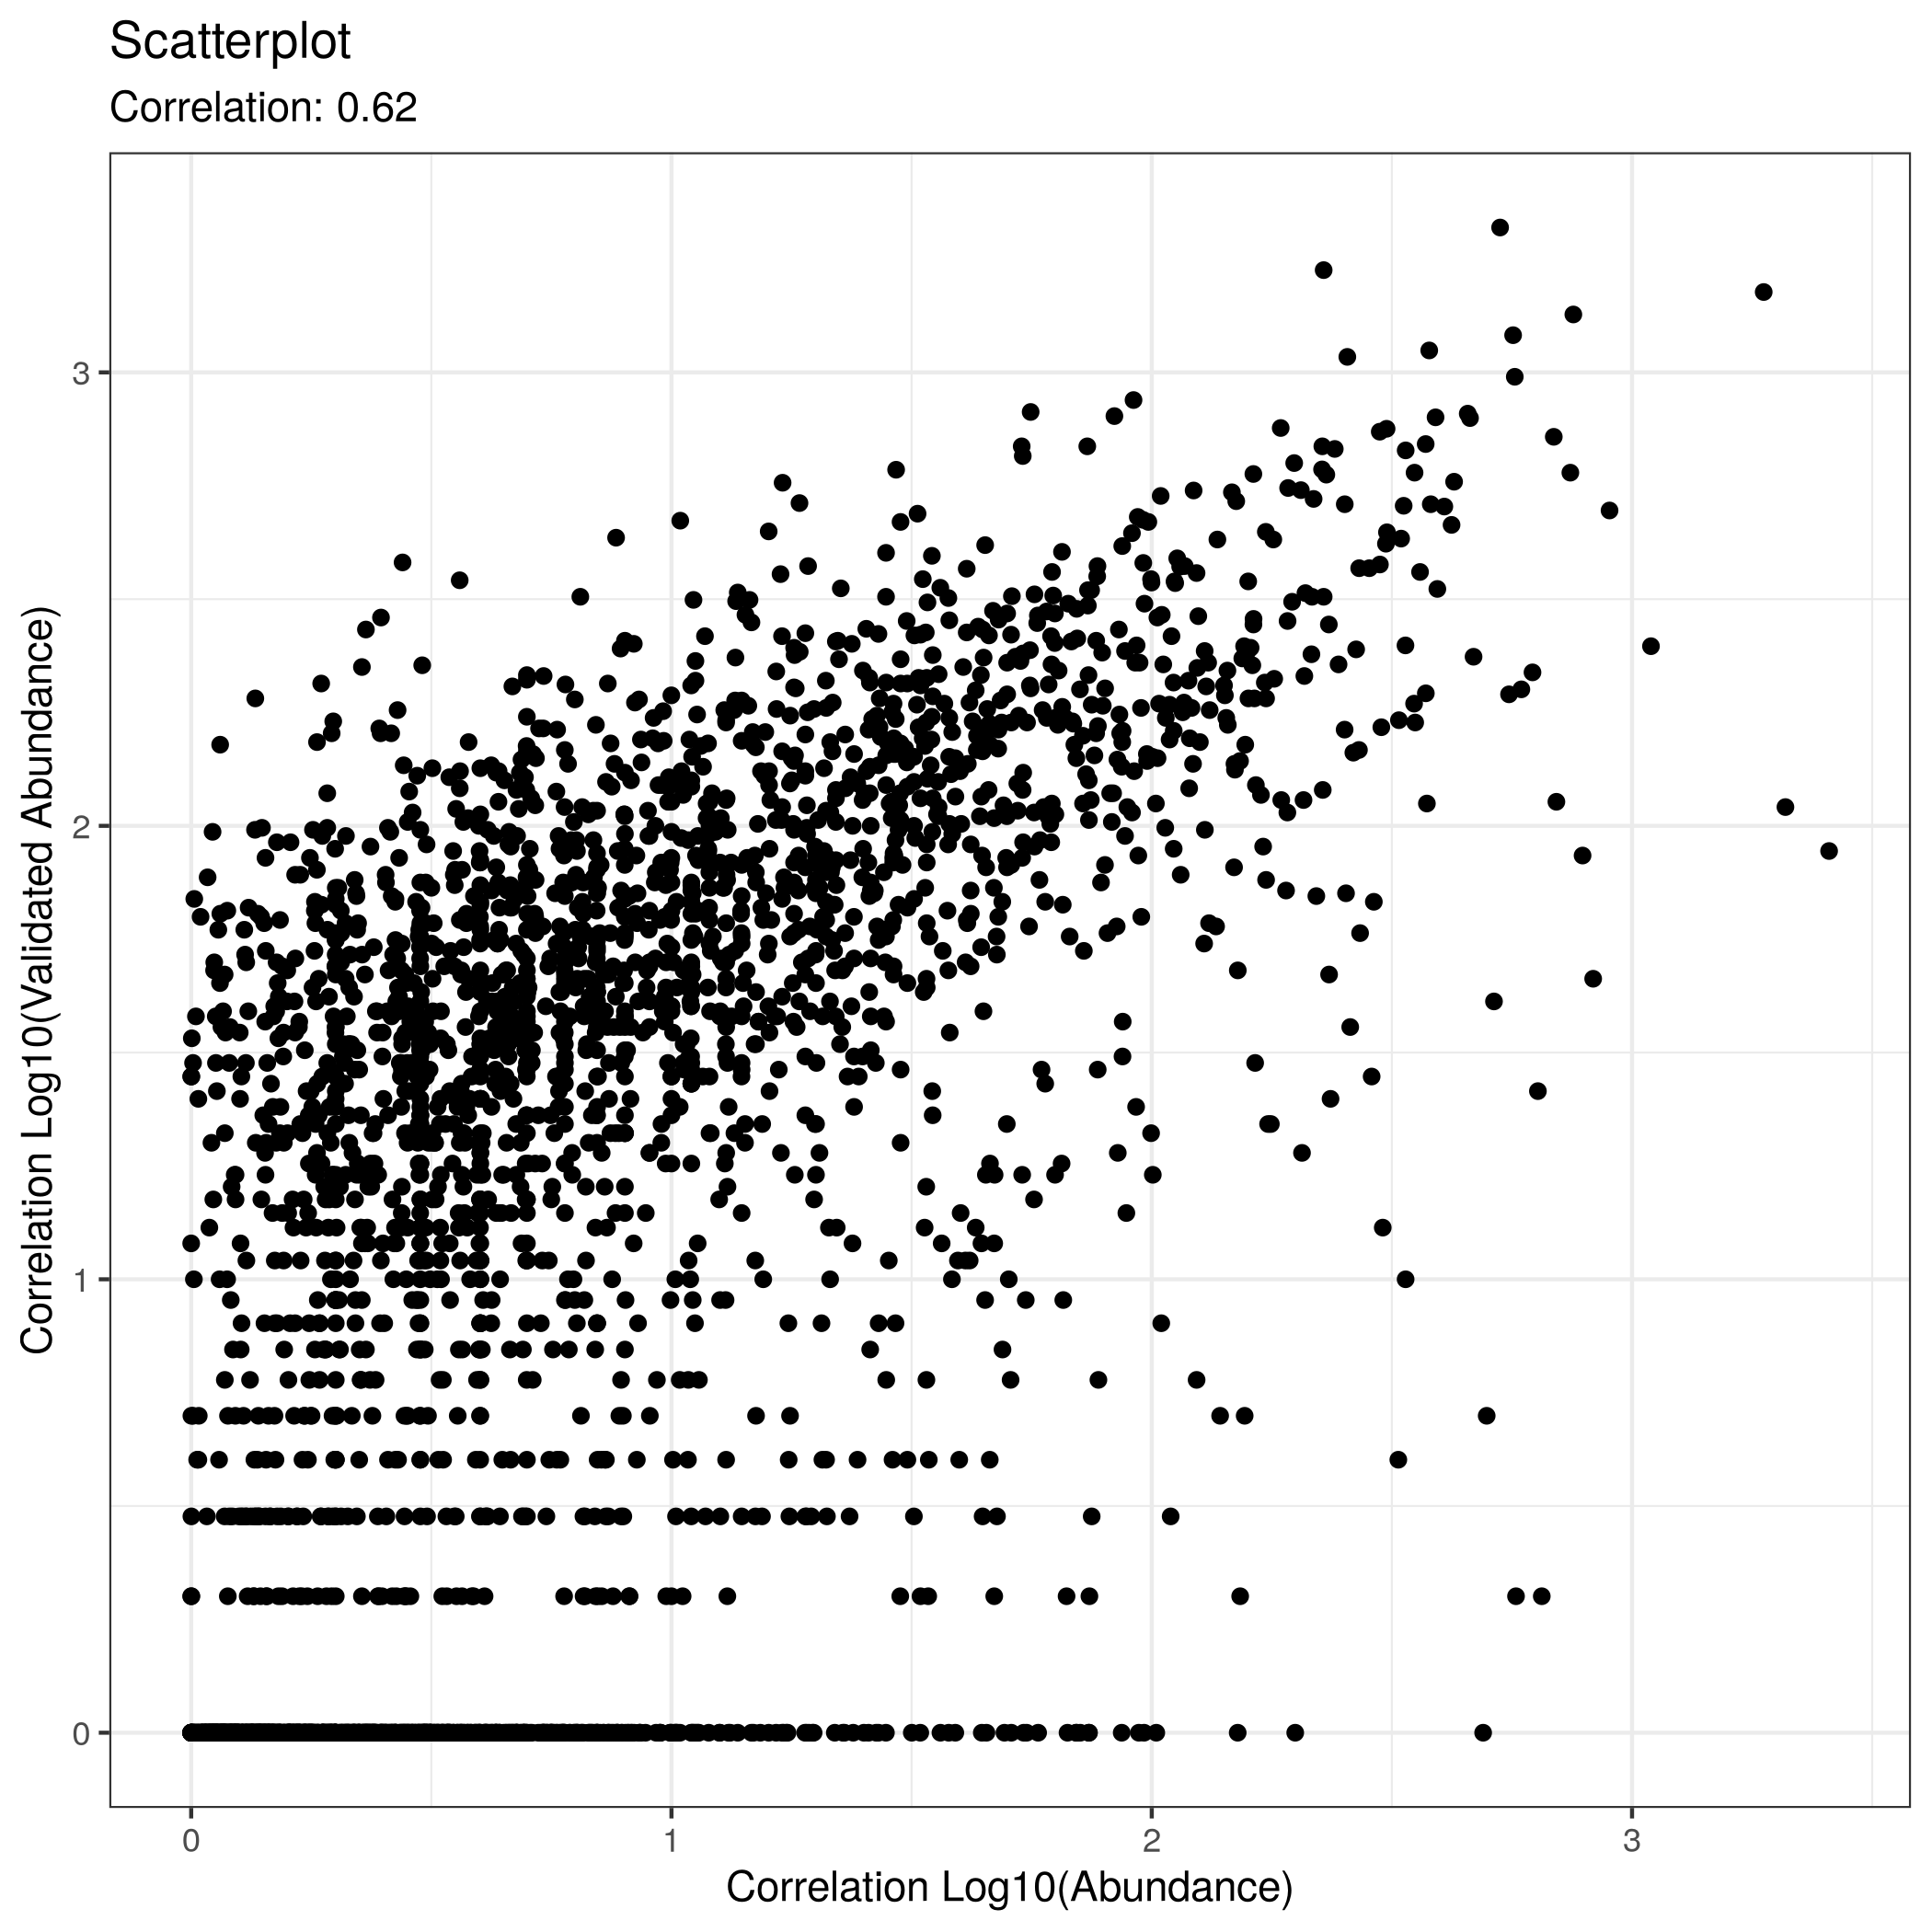 Scatterplot
Correlation: 0.62
Correlation Log10(Validated Abundance)
3
2
1
0
0 1 2 3
Correlation Log10(Abundance)